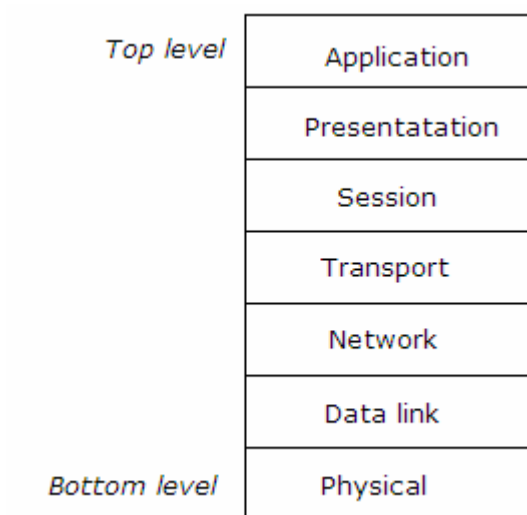 Top level
Application
Presentatation
Session
Transport
Network
Data link
Bottom level
Physical